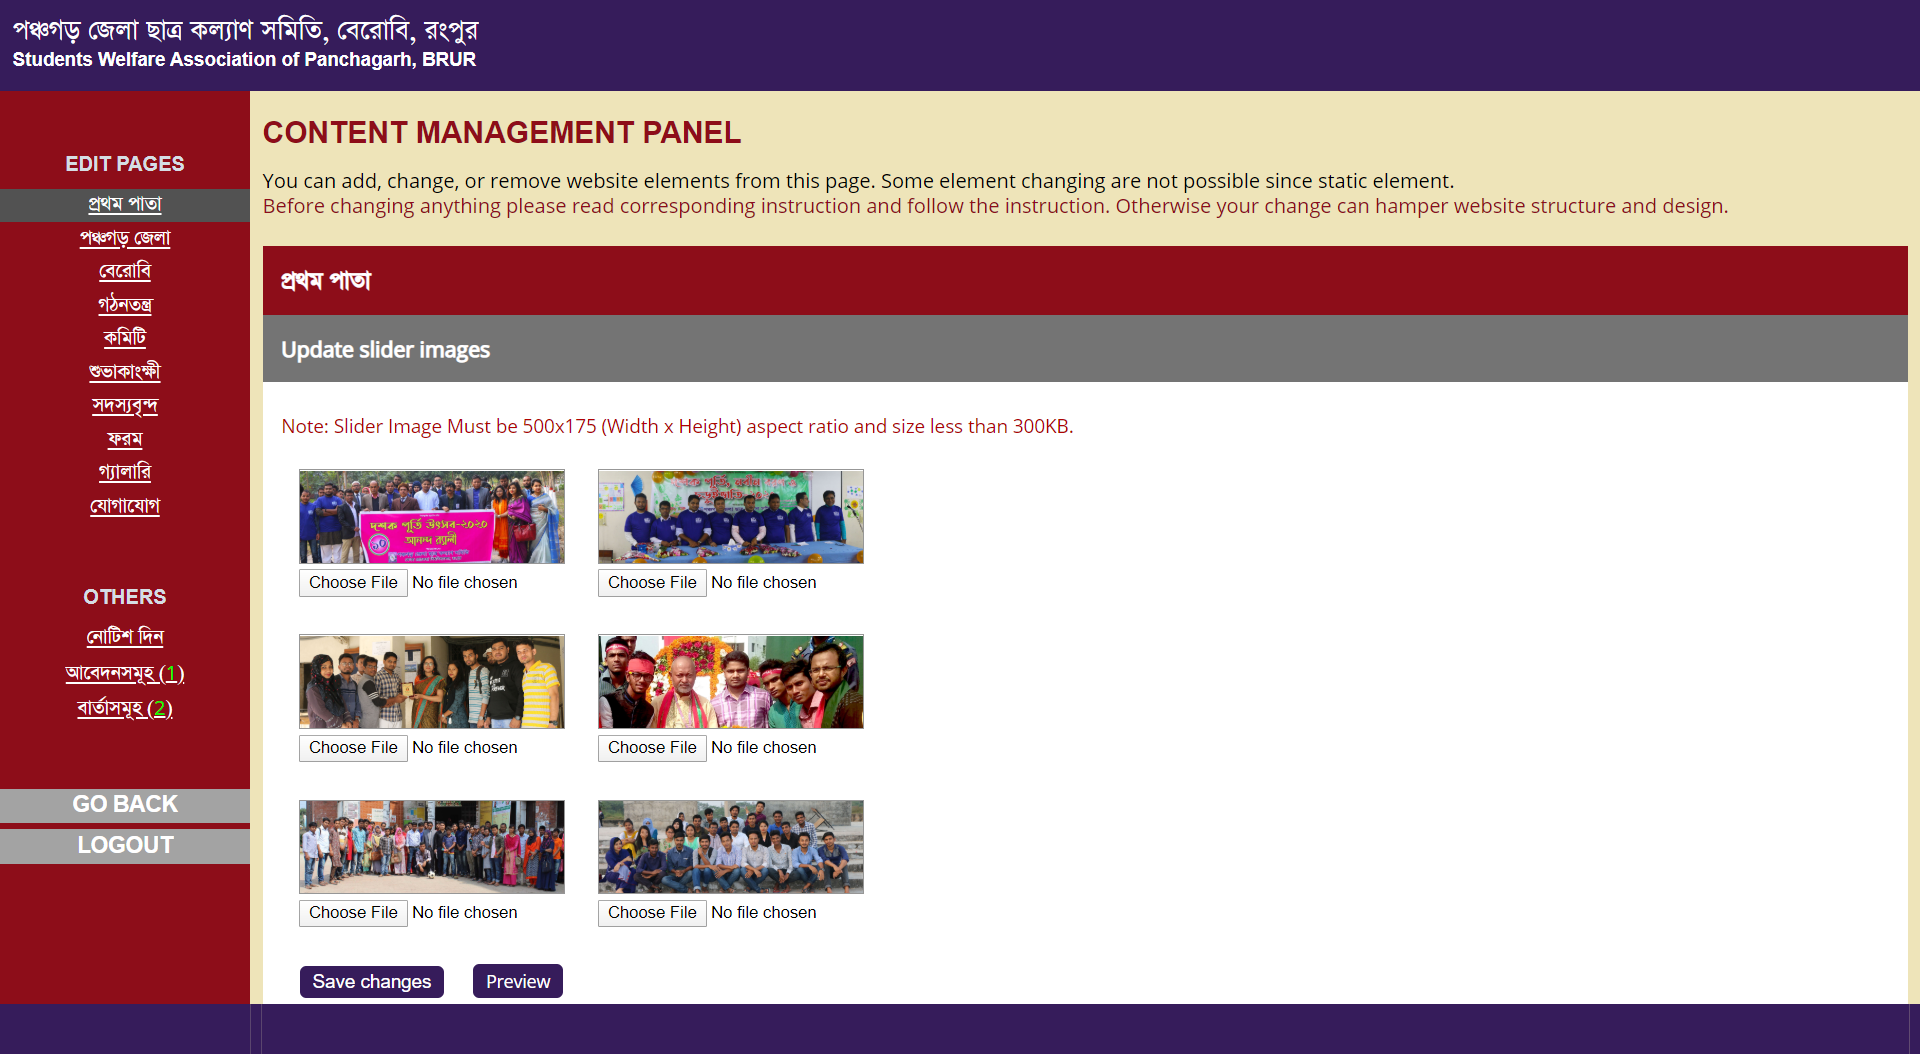 পঞ্চগড় জেলা ছাত্র কল্যাণ সমিতি, বেরোবি, রংপুর
Students Welfare Association of Panchagarh, BRUR
EDIT PAGES
প্রথম পাতা
পঞ্চগড় জেলা
বেরোবি
গঠনতন্ত্র
কমিটি
শুভাকাংক্ষী
সদস্যবৃন্দ
ফরম
গ্যালারি
যোগাযোগ
OTHERS
নোটিশ দিন
আবেদনসমূহ (1)
বার্তাসমূহ (2)
GO BACK
LOGOUT
CONTENT MANAGEMENT PANEL
You can add, change, or remove website elements from this page. Some element changing are not possible since static element.
Before changing anything please read corresponding instruction and follow the instruction. Otherwise your change can hamper website structure and design.
প্রথম পাতা
Update slider images
Note: Slider Image Must be 500x175 (Width x Height) aspect ratio and size less than 300KB.
দশক পূর্তি উৎসব-২০২০
আনন্দ র‍্যালী
Choose File No file chosen
Choose File No file chosen
Choose File No file chosen
Choose File No file chosen
Choose File No file chosen
Choose File No file chosen
Save changes
Preview